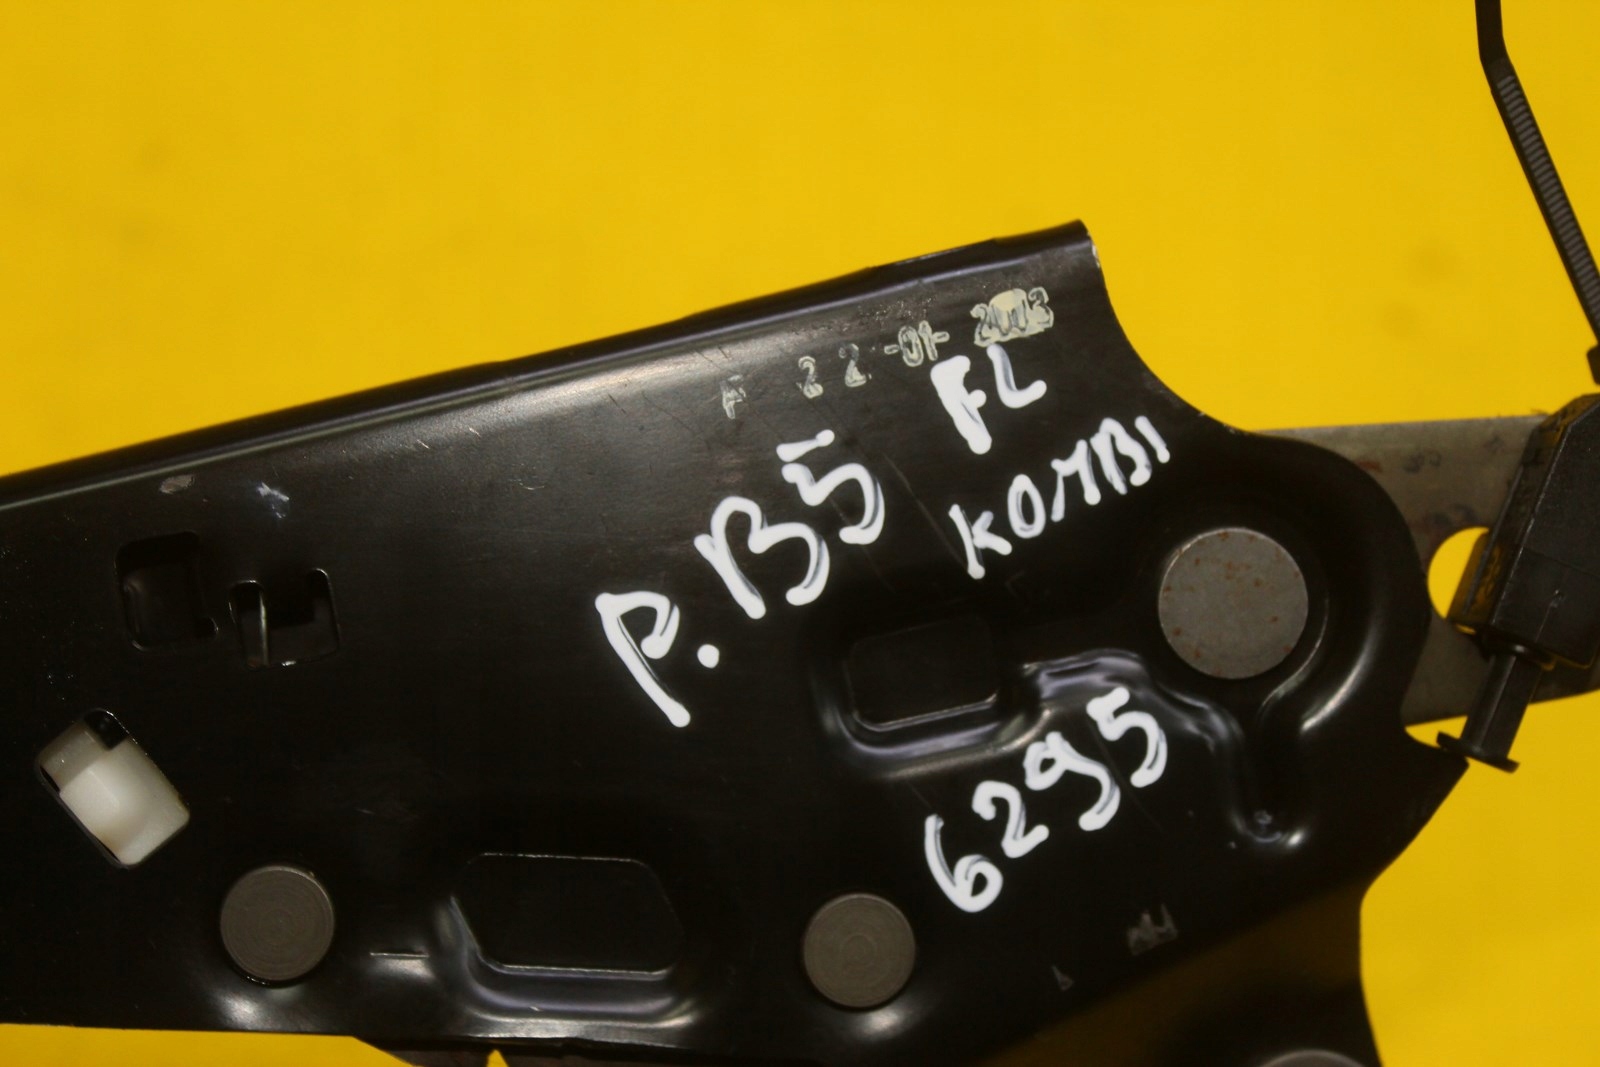 F 22-01-2003
P. B5 FL
KOMBI
6295